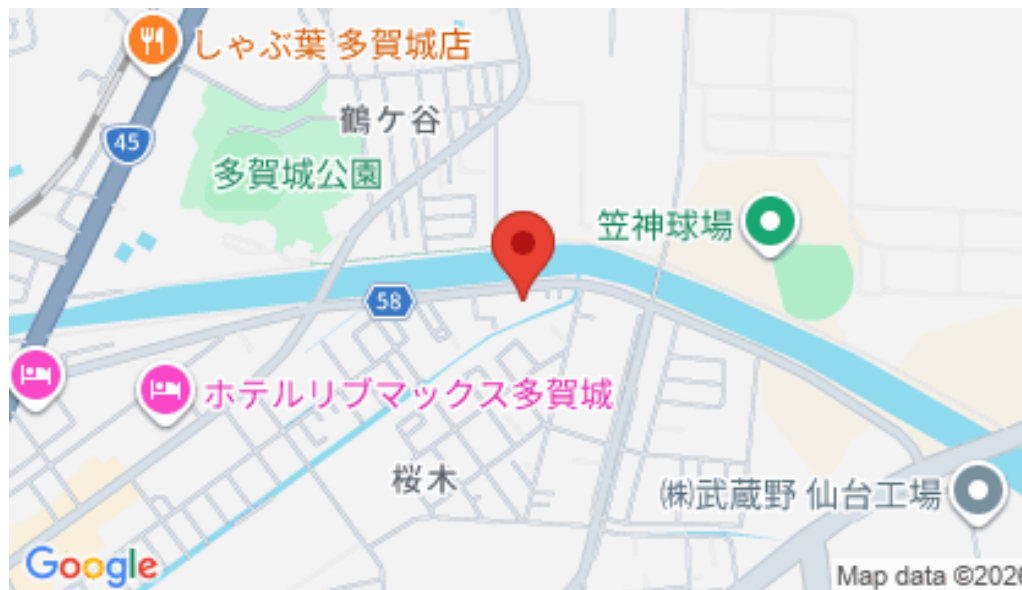 しゃぶ葉 多賀城店
鶴ケ谷
45
多賀城公園
笠神球場
58
ホテルリブマックス多賀城
桜木
(株)武蔵野 仙台工場
Google
Map data ©2026